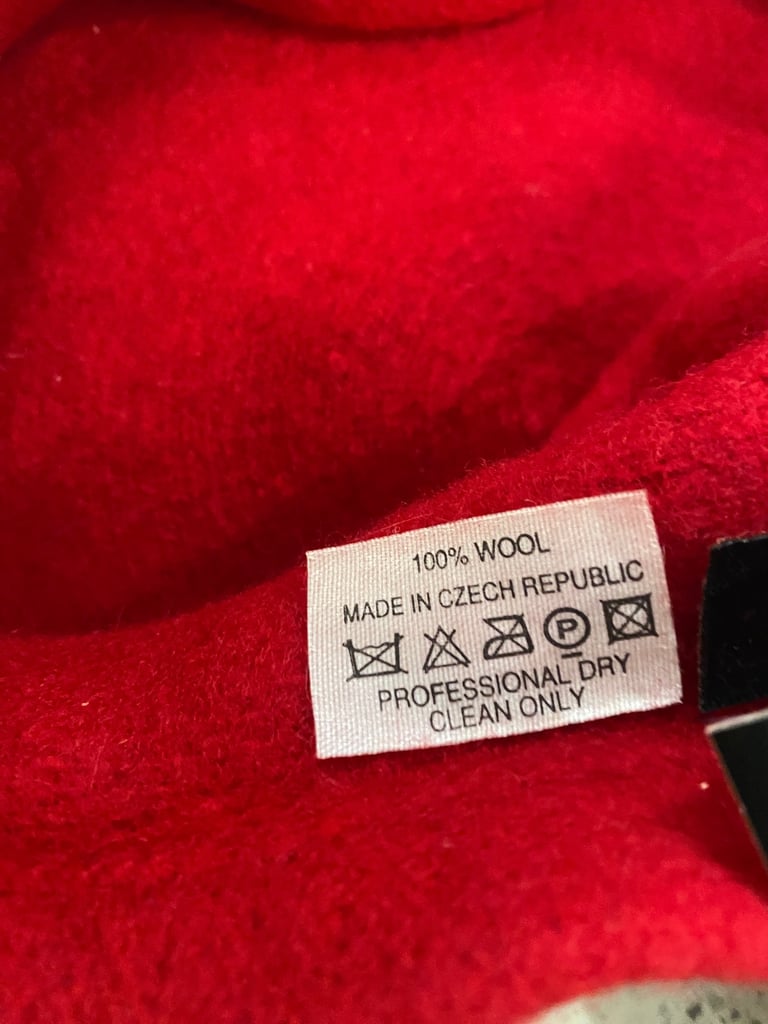 100% WOOL
MADE IN CZECH REPUBLIC
P
PROFESSIONAL DRY
CLEAN ONLY